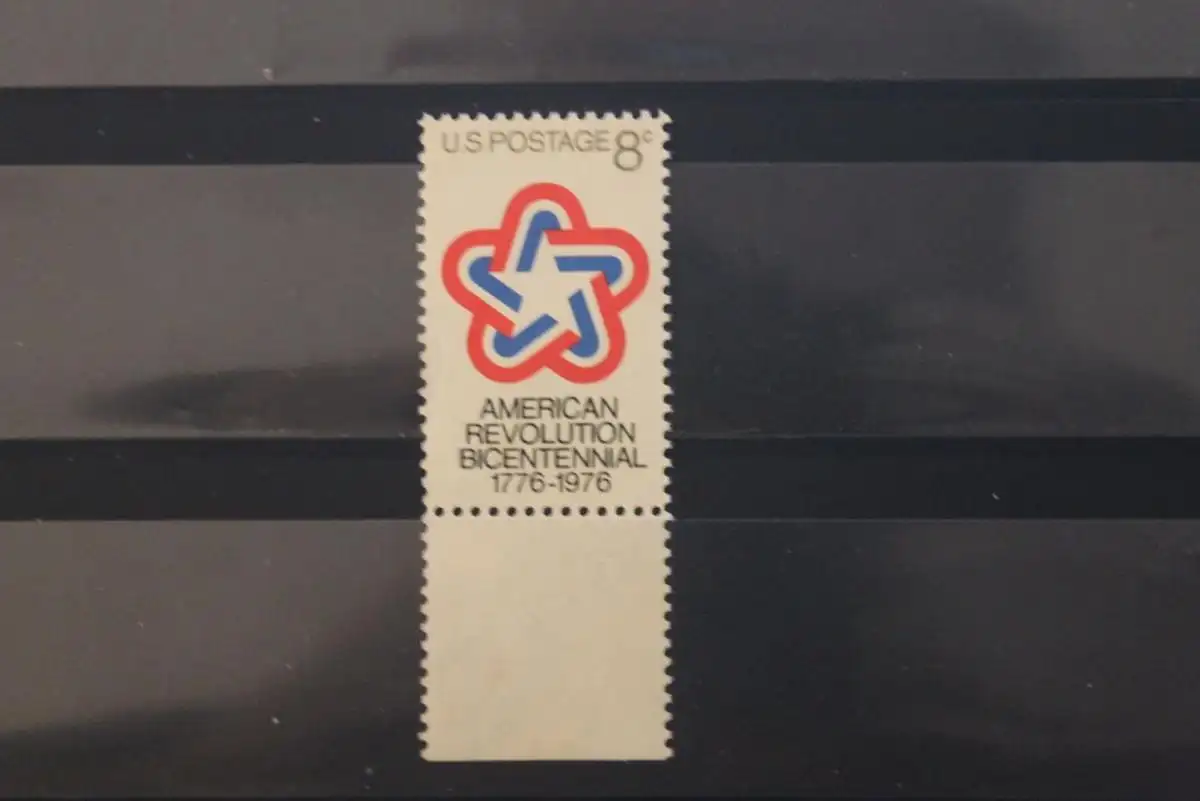 U.S POSTAGE 8c
AMERICAN
REVOLUTION
BICENTENNIAL
1776-1976